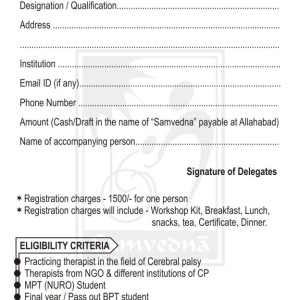 Designation / Qualification..............................
Address ..............................................................
..............................................................................
Institution ..........................................................
Email ID (if any)..................................................
Phone Number ....................................................
Amount (Cash/Draft in the name of “Samvedna” payable at Allahabad)
Name of accompanying person...............................
Signature of Delegates
* Registration charges - 1500/- for one person
* Registration charges will include - Workshop Kit, Breakfast, Lunch,
snacks, tea, Certificate, Dinner.
ELIGIBILITY CRITERIA
Samvedna
● Practicing therapist in the field of Cerebral palsy
● Therapists from NGO & different institutions of CP
● MPT (NURO) Student
● Final year / Pass out BPT student